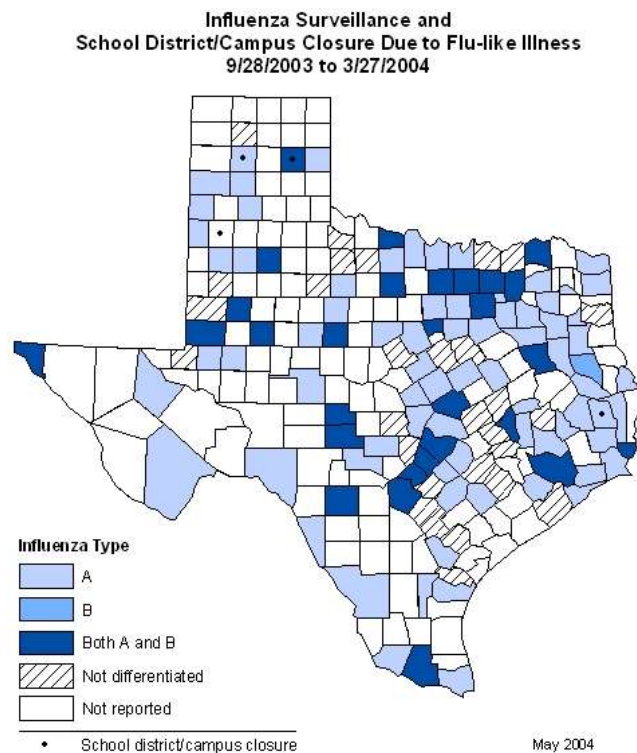 Influenza Surveillance and
School District/Campus Closure Due to Flu-like Illness
9/28/2003 to 3/27/2004
Influenza Type
A
B
Both A and B
Not differentiated
Not reported
School district/campus closure
May 2004